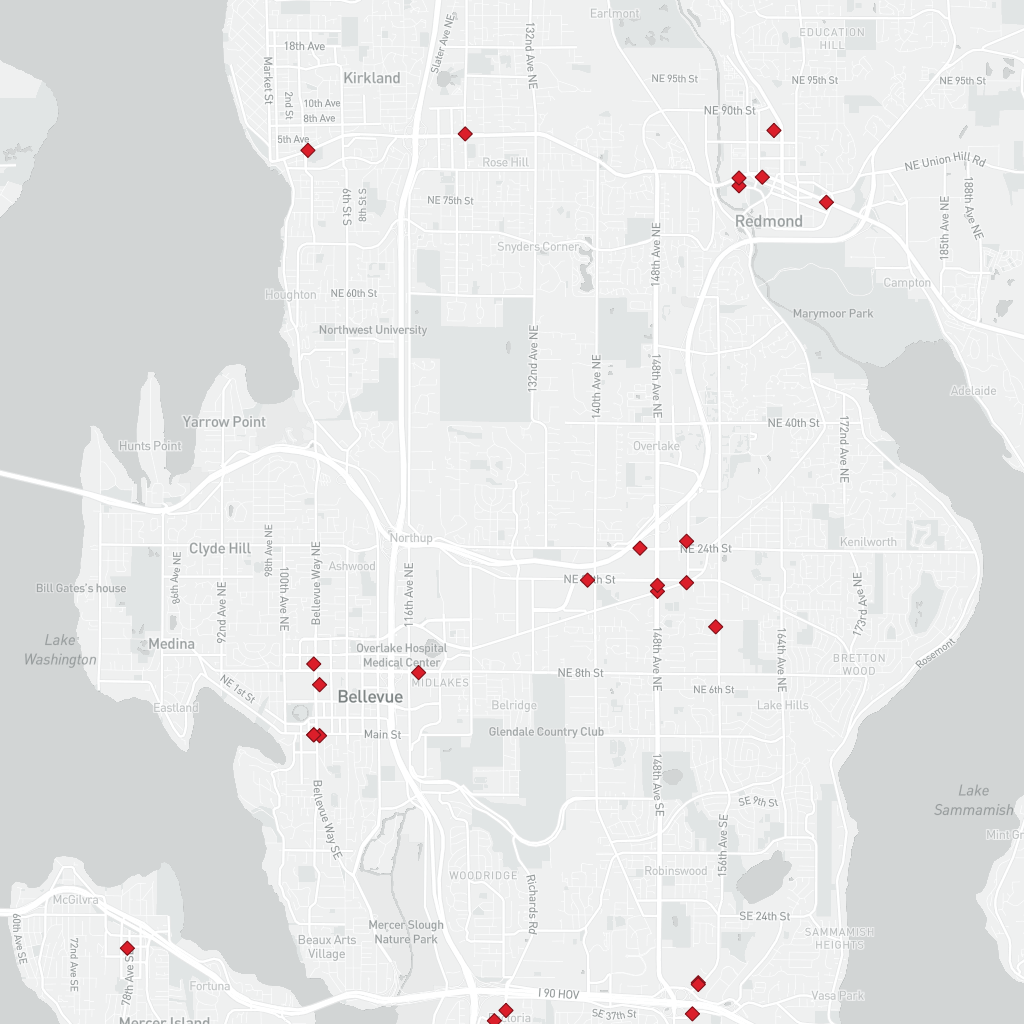 Earlmont
132nd Ave NE
Slater Ave NE
18th Ave
Market St
2nd St
Kirkland
10th Ave
8th Ave
5th Ave
EDUCATION
HILL
NE 95th St
NE 95th St
NE 95th St
NE 90th St
Rose Hill
NE Union Hill Rd
6th St S
8th St S
NE 75th St
Redmond
185th Ave NE
188th Ave NE
148th Ave NE
Snyders Corner
Campton
Houghton
NE 60th St
Marymoor Park
Northwest University
132nd Ave NE
140th Ave NE
148th Ave NE
Adelaide
Yarrow Point
NE 40th St
172nd Ave NE
Hunts Point
Overlake
Northup
Clyde Hill
98th Ave NE
Bellevue Way NE
NE 24th St
Kenilworth
Ashwood
86th Ave NE
100th Ave NE
116th Ave NE
Bill Gates's house
92nd Ave NE
173rd Ave NE
Lake
Washington
Medina
Overlake Hospital
Medical Center
148th Ave NE
164th Ave NE
Rosemont
BRETTON
WOOD
NE 8th St
MIDLAKES
NE 1st St
Bellevue
NE 6th St
Eastland
Belridge
Lake Hills
Main St
Glendale Country Club
148th Ave SE
Lake
Sammamish
Bellevue Way SE
SE 9th St
156th Ave SE
WOODRIDGE
Robinswood
McGilvra
Richards Rd
60th Ave SE
72nd Ave SE
78th Ave S
Mercer Slough
Nature Park
SE 24th St
Beaux Arts
Village
SAMMAMISH
HEIGHTS
Fortuna
I 90 HOV
Vasa Park
SE 37th St
Mercer Island